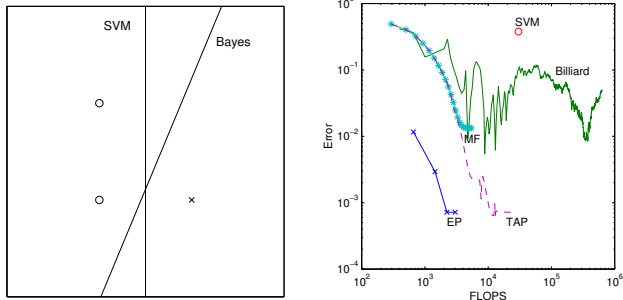 SVM
Bayes
Error
10^0
10^-1
10^-2
10^-3
10^-4
10^2
10^3
10^4
10^5
10^6
FLOPS
SVM
Billiard
MF
EP
TAP